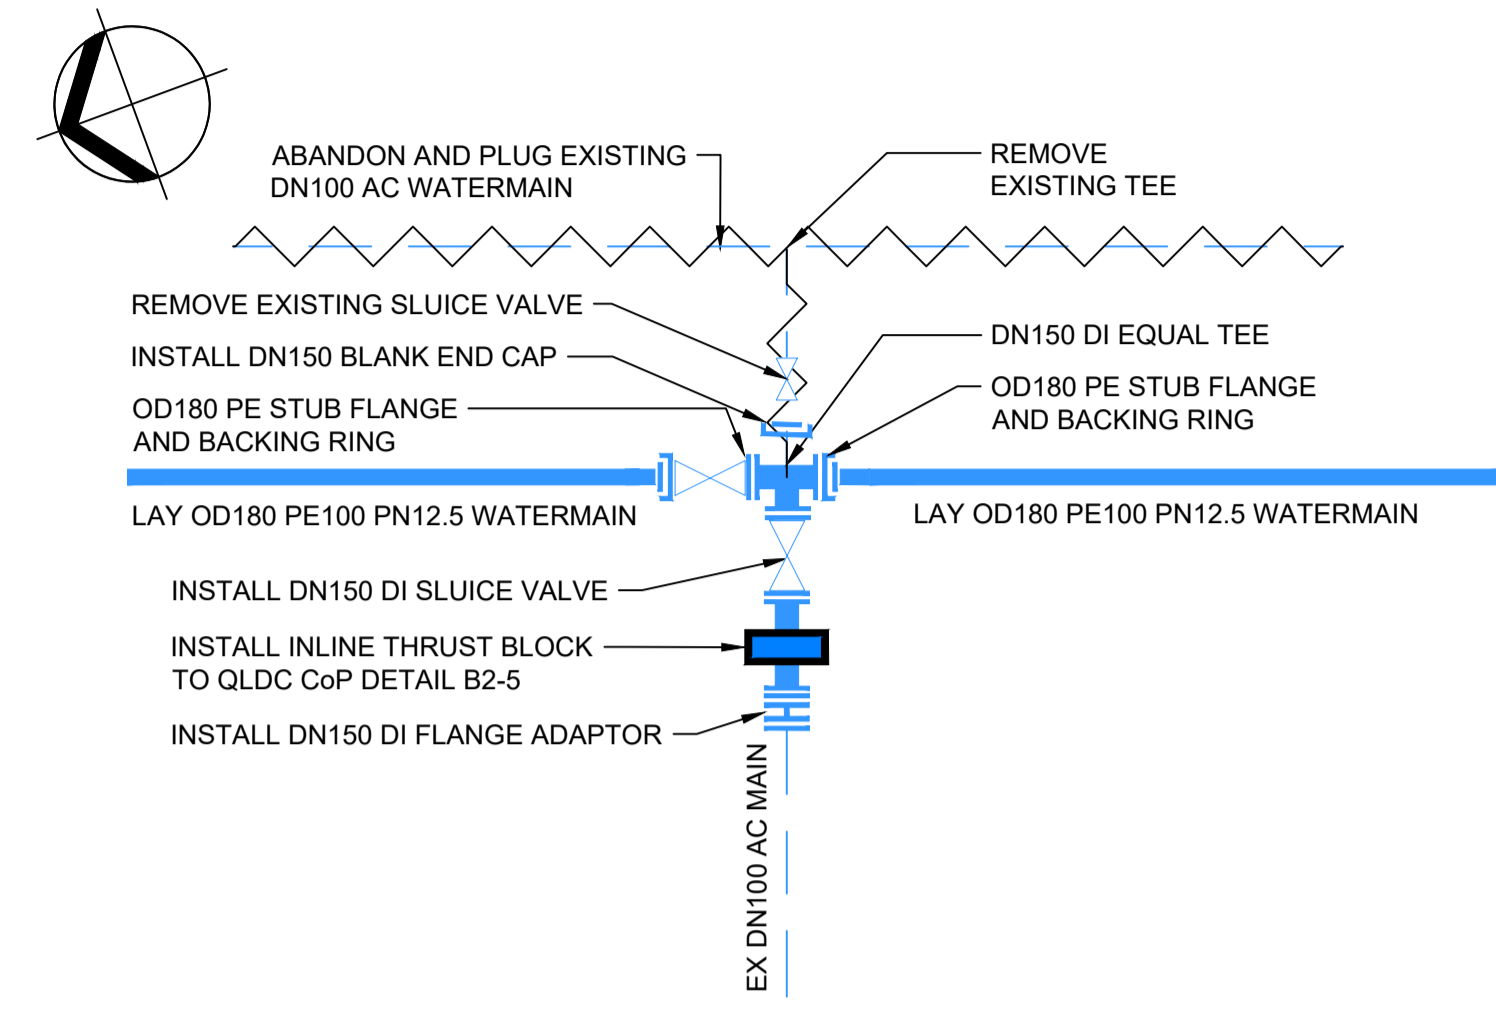 ABANDON AND PLUG EXISTING
DN100 AC WATERMAIN
REMOVE
EXISTING TEE
REMOVE EXISTING SLUICE VALVE
INSTALL DN150 BLANK END CAP
OD180 PE STUB FLANGE
AND BACKING RING
DN150 DI EQUAL TEE
OD180 PE STUB FLANGE
AND BACKING RING
LAY OD180 PE100 PN12.5 WATERMAIN
LAY OD180 PE100 PN12.5 WATERMAIN
INSTALL DN150 DI SLUICE VALVE
INSTALL INLINE THRUST BLOCK
TO QLDC CoP DETAIL B2-5
INSTALL DN150 DI FLANGE ADAPTOR
EX DN100 AC MAIN